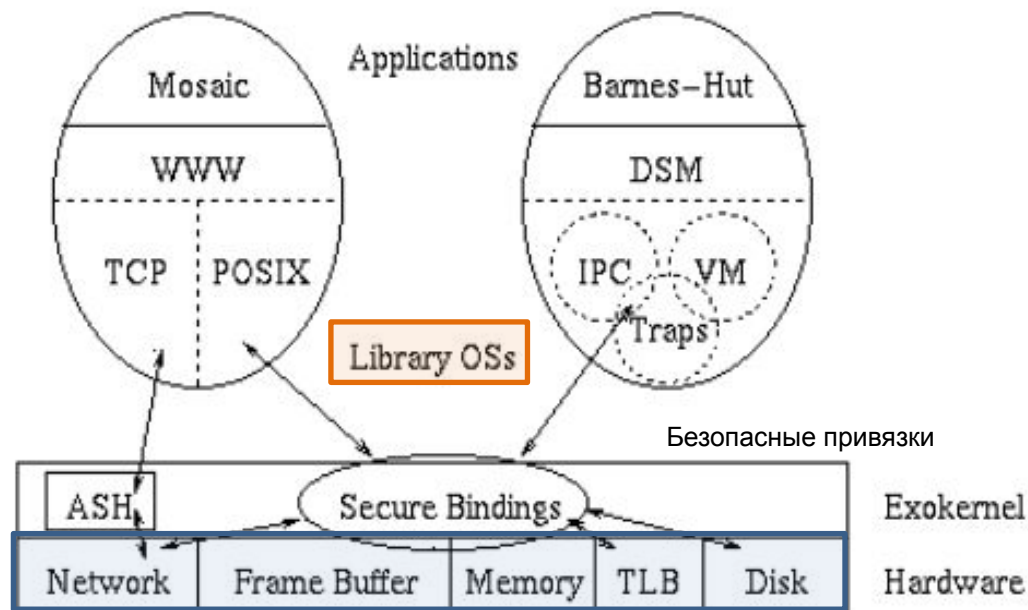 Applications
Mosaic
Barnes-Hut
WWW
DSM
TCP
POSIX
IPC
VM
Traps
Library OSs
Безопасные привязки
ASH
Secure Bindings
Exokernel
Network
Frame Buffer
Memory
TLB
Disk
Hardware